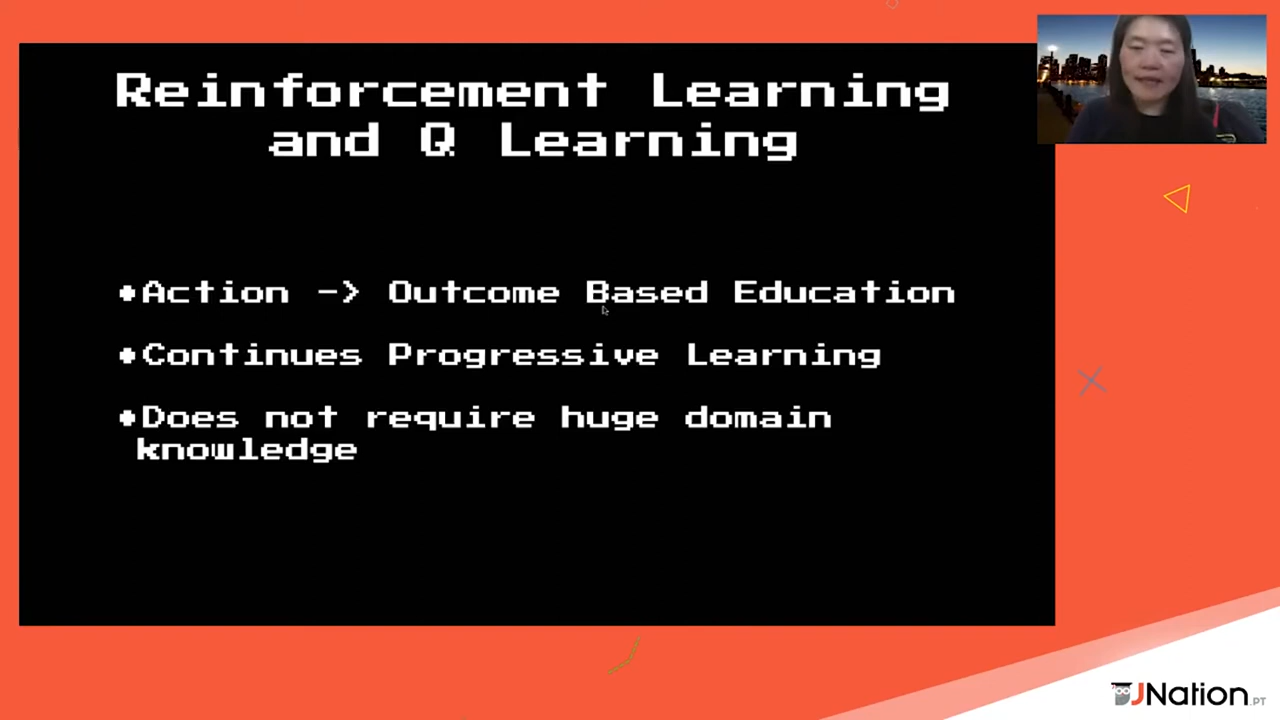 Reinforcement Learning
and Q Learning
•Action -> Outcome Based Education
•Continues Progressive Learning
•Does not require huge domain
knowledge
JNation.PT